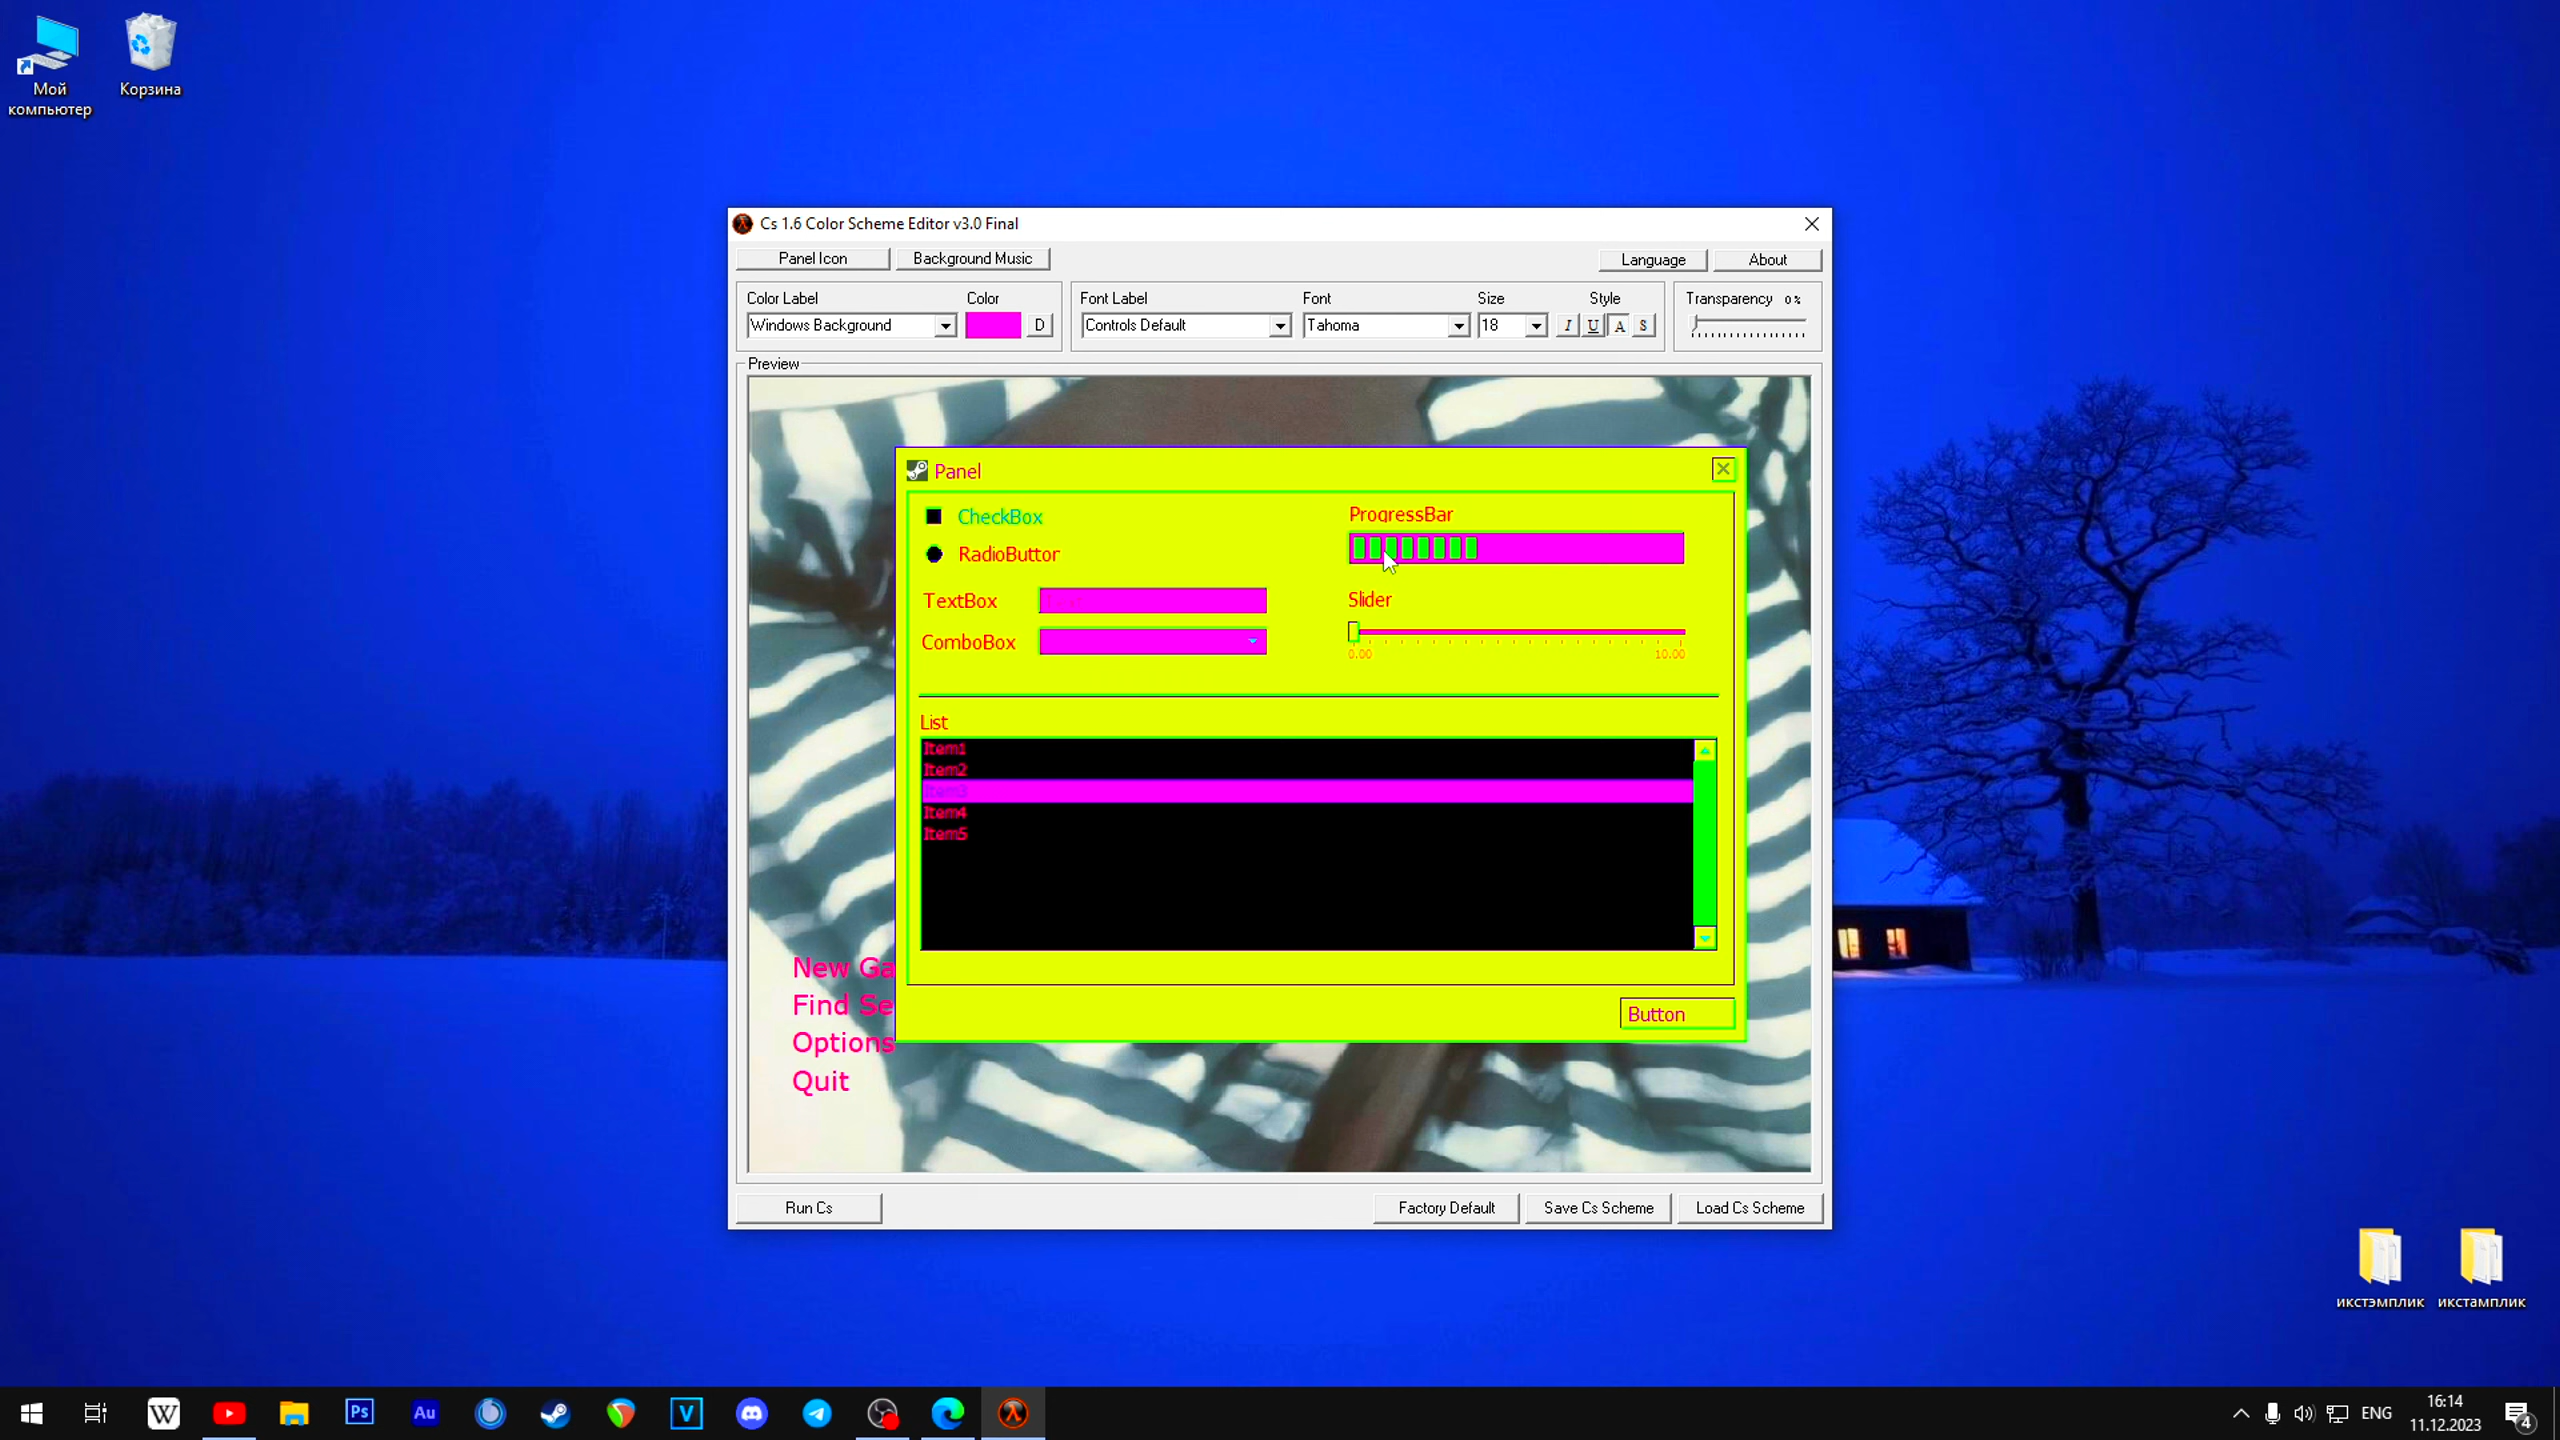 Мой
компьютер
Корзина
Cs 1.6 Color Scheme Editor v3.0 Final
Panel Icon
Background Music
Language
About
Color Label
Color
Font Label
Font
Size
Style
Transparency 0 %
Windows Background
D
Controls Default
Tahoma
18
I
U
A
S
Preview
Panel
CheckBox
ProgressBar
RadioButtor
TextBox
Slider
ComboBox
0.00
10.00
List
Item1
Item2
Item3
Item4
Item5
New Ga
Find Se
Options
Quit
Button
Run Cs
Factory Default
Save Cs Scheme
Load Cs Scheme
икстэмплик
икстамплик
W
Ps
Au
V
ENG
16:14
11.12.2023
4